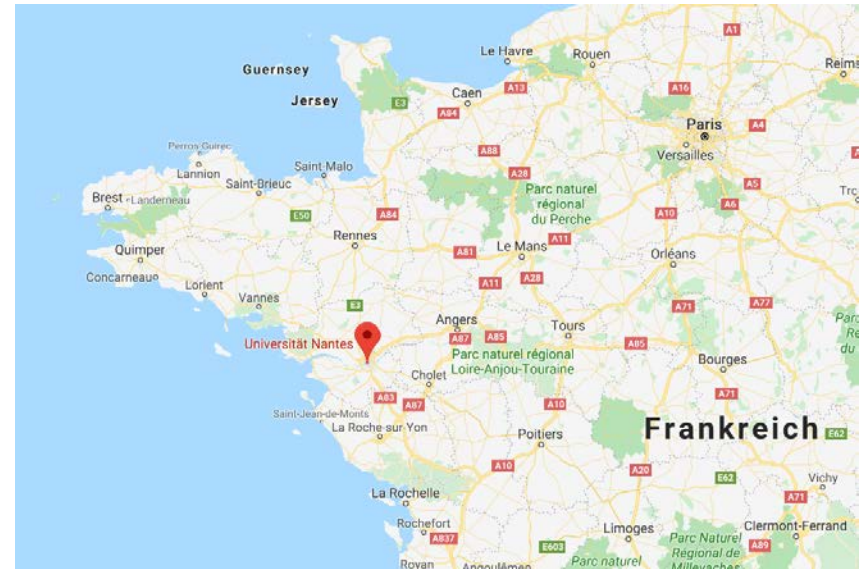 A1
Le Havre
Rouen
Reims
Guernsey
A16
A13
Caen
Jersey
E3
A84
Paris
A4
Perros-Guirec
A88
Versailles
Lannion
Saint-Malo
A28
A5
Brest
Landerneau
Saint-Brieuc
Parc naturel
régional
du Perche
A6
E50
A84
A10
Rennes
Quimper
Le Mans
A11
A81
Orléans
Concarneau
Lorient
A11
A28
Vannes
E3
A71
A77
Angers
Tours
Universität Nantes
A87
A85
A85
Parc naturel régional
Loire-Anjou-Touraine
Bourges
Cholet
A83
A87
A71
Saint-Jean-de-Monts
A10
La Roche-sur-Yon
Poitiers
Frankreich
E62
A10
A20
E62
Vichy
La Rochelle
A71
Rochefort
Limoges
Clermont-Ferrand
A837
E603
Parc Naturel
Régional de
Millevaches
A89
Royan
Angoulême
Parc naturel